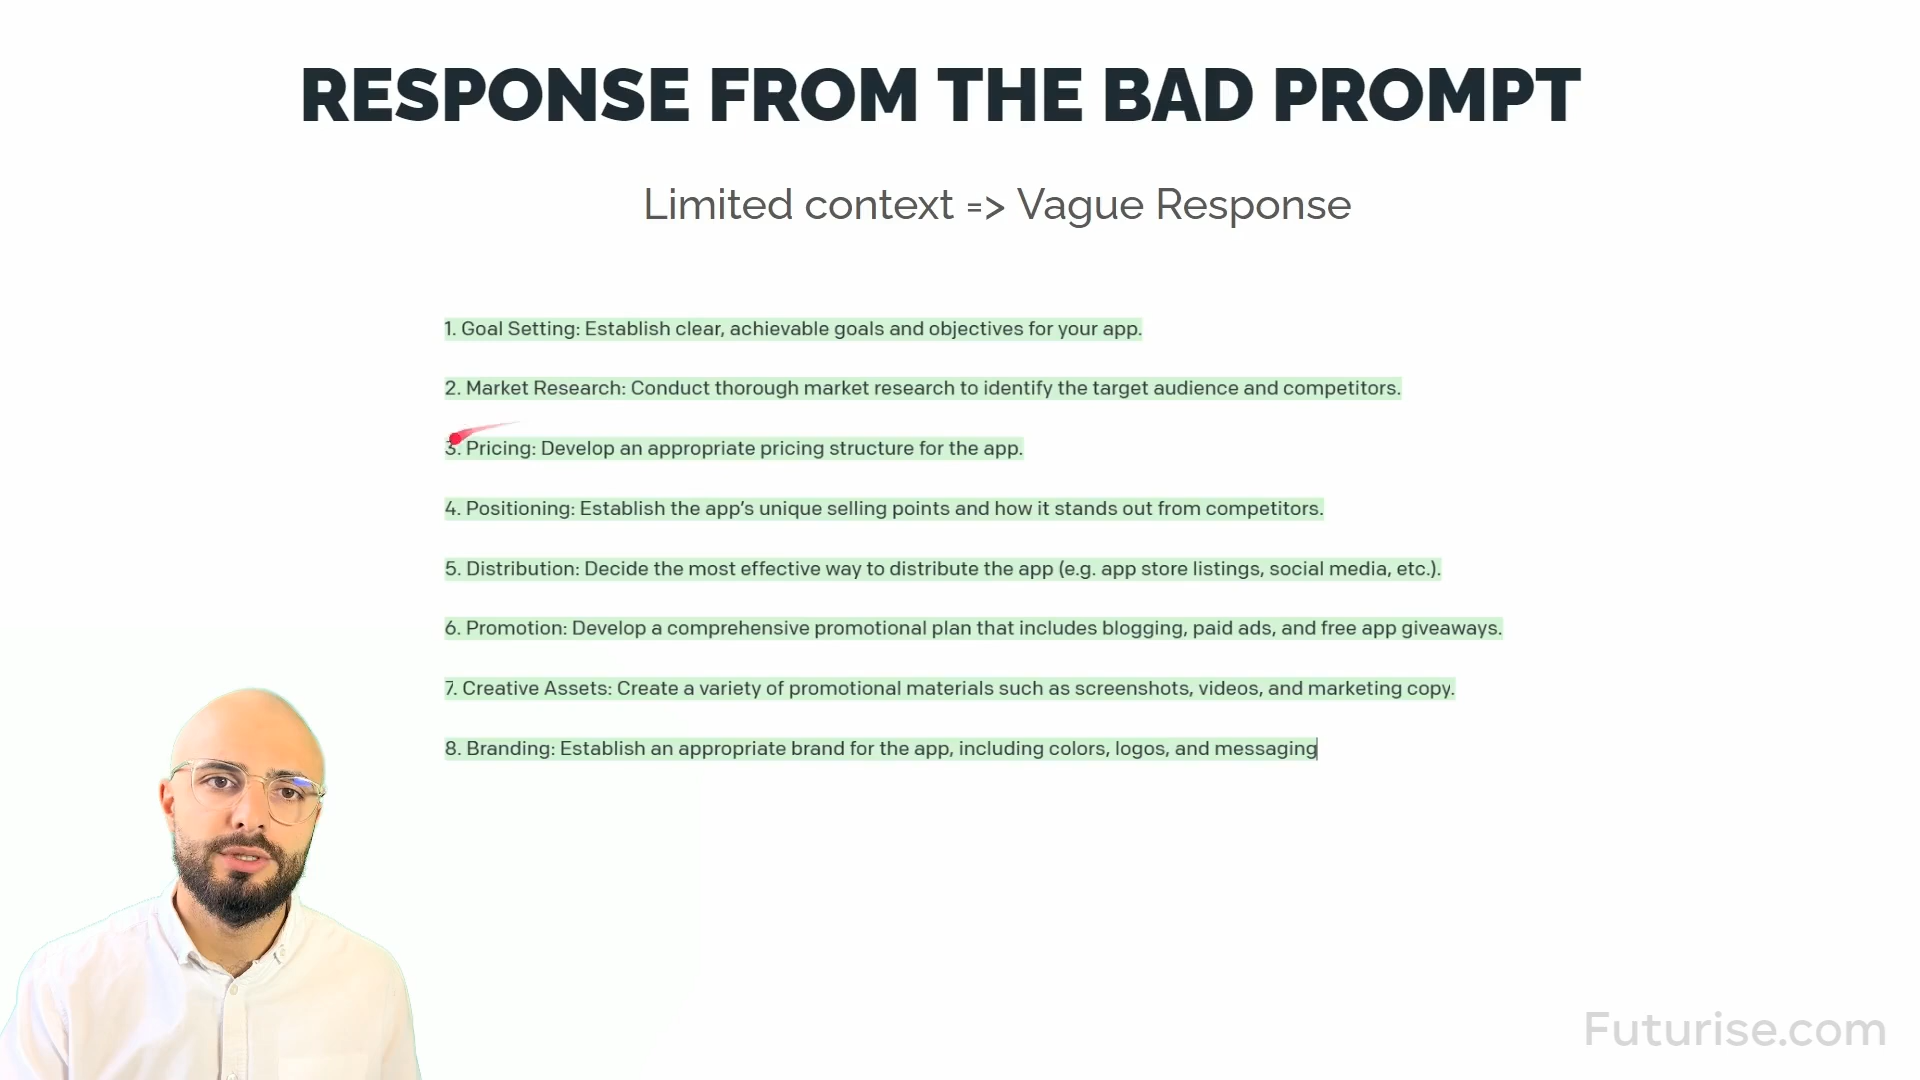 RESPONSE FROM THE BAD PROMPT
Limited context => Vague Response
1. Goal Setting: Establish clear, achievable goals and objectives for your app.
2. Market Research: Conduct thorough market research to identify the target audience and competitors.
3. Pricing: Develop an appropriate pricing structure for the app.
4. Positioning: Establish the app’s unique selling points and how it stands out from competitors.
5. Distribution: Decide the most effective way to distribute the app (e.g. app store listings, social media, etc.).
6. Promotion: Develop a comprehensive promotional plan that includes blogging, paid ads, and free app giveaways.
7. Creative Assets: Create a variety of promotional materials such as screenshots, videos, and marketing copy.
8. Branding: Establish an appropriate brand for the app, including colors, logos, and messaging
Futurise.com